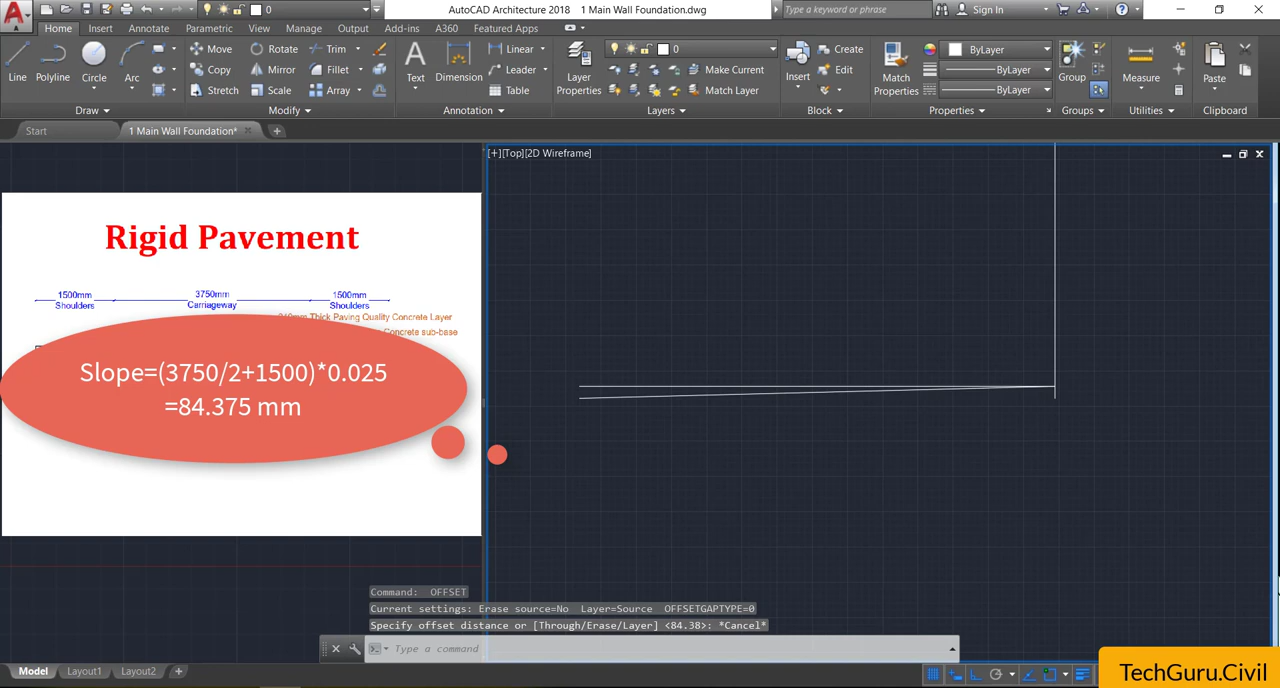 0
AutoCAD Architecture 2018 1 Main Wall Foundation.dwg
Type a keyword or phrase
Sign In
Home Insert Annotate Parametric View Manage Output Add-ins A360 Featured Apps
Line Polyline Circle Arc
Move Rotate Trim
Copy Mirror Fillet
Stretch Scale Array
Text Dimension
Linear
Leader
Table
Layer Properties
0
Make Current
Match Layer
Insert
Create
Edit
Match Properties
ByLayer
ByLayer
ByLayer
Group
Measure
Paste
Draw Modify Annotation Layers Block Properties Groups Utilities Clipboard
Start 1 Main Wall Foundation*
[+][Top][2D Wireframe]
Rigid Pavement
1500mm 3750mm 1500mm
Shoulders Carriageway Shoulders
Thick Paving Quality Concrete Layer
Concrete sub-base
Slope=(3750/2+1500)*0.025
=84.375 mm
Command: OFFSET
Current settings: Erase source=No Layer=Source OFFSETGAPTYPE=0
Specify offset distance or [Through/Erase/Layer] <84.38>: *Cancel*
Type a command
Model Layout1 Layout2 +
TechGuru.Civil